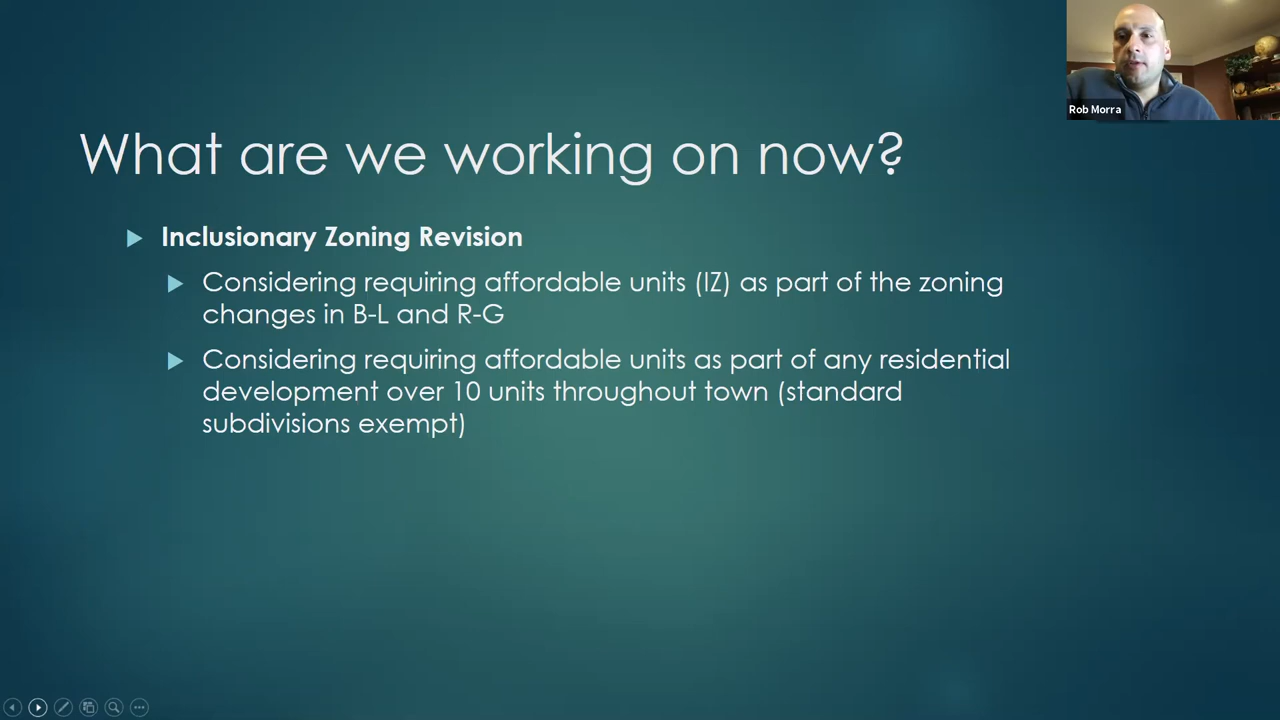 Rob Morra
What are we working on now?
Inclusionary Zoning Revision
Considering requiring affordable units (IZ) as part of the zoning
changes in B-L and R-G
Considering requiring affordable units as part of any residential
development over 10 units throughout town (standard
subdivisions exempt)